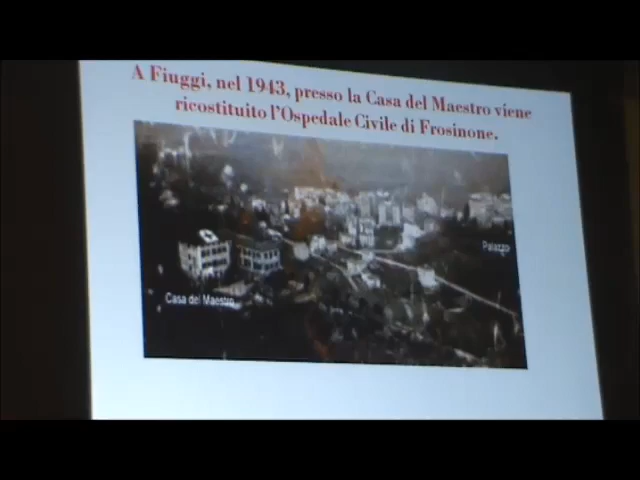 A Fiuggi, nel 1943, presso la Casa del Maestro viene
ricostituito l'Ospedale Civile di Frosinone.
Palazzo
Casa del Maestro